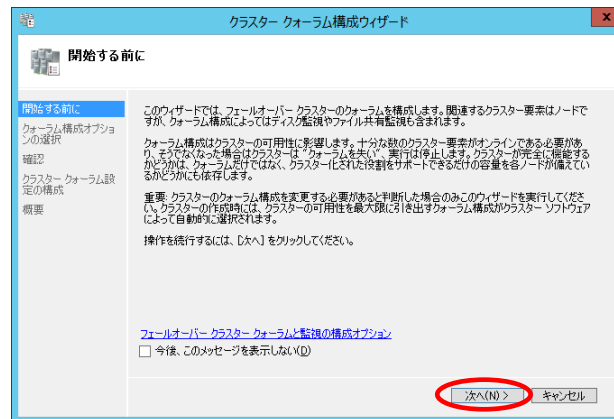 クラスター クォーラム構成ウィザード
x
開始する前に
開始する前に
クォーラム構成オプショ
ンの選択
確認
クラスター クォーラム設
定の構成
概要
このウィザードでは、フェールオーバー クラスターのクォーラムを構成します。関連するクラスター要素はノードで
すが、クォーラム構成によってはディスク監視やファイル共有監視も含まれます。
クォーラム構成はクラスターの可用性に影響します。十分な数のクラスター要素がオンラインである必要があ
り、そうでなくなった場合はクラスターは "クォーラムを失い"、実行は停止します。クラスターが完全に機能する
かどうかは、クォーラムだけではなく、クラスター化された役割をサポートできるだけの容量を各ノードが備えてい
るかどうかにも依存します。
重要: クラスターのクォーラム構成を変更する必要があると判断した場合のみこのウィザードを実行してくださ
い。クラスターの作成時には、クラスターの可用性を最大限に引き出すクォーラム構成がクラスター ソフトウェア
によって自動的に選択されます。
操作を続行するには、[次へ] をクリックしてください。
フェールオーバー クラスター クォーラムと監視の構成オプション
今後、このメッセージを表示しない(D)
次へ(N) >
キャンセル